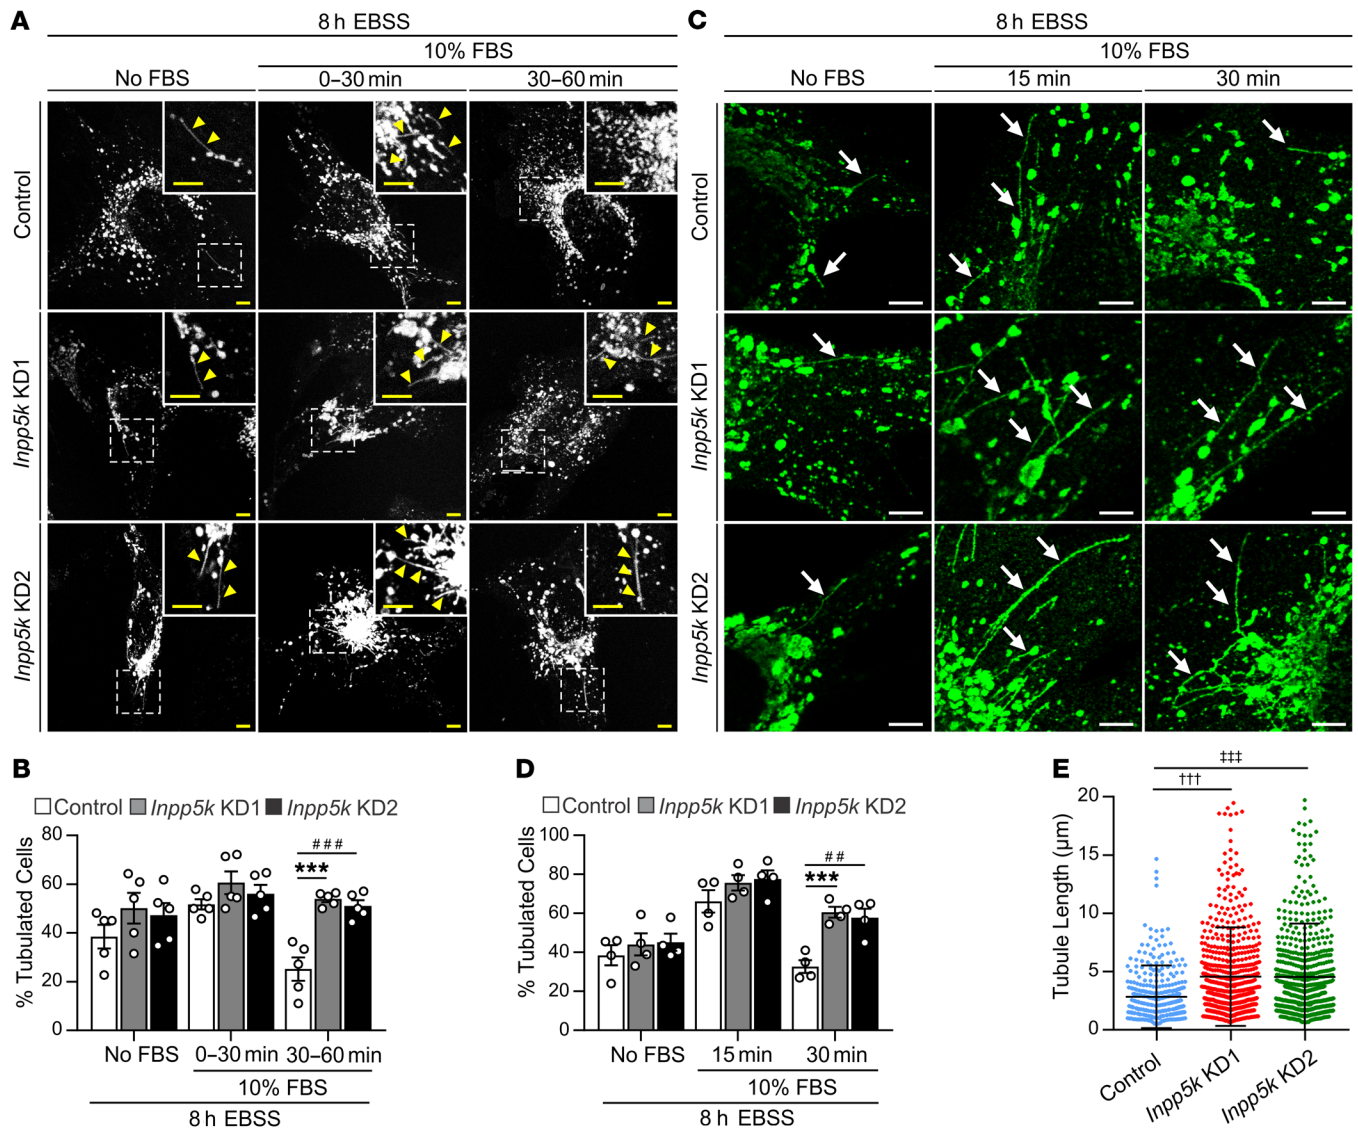 A
8 h EBSS
10% FBS
No FBS
0–30 min
30–60 min
Control
Inpp5k KD1
Inpp5k KD2
C
8 h EBSS
10% FBS
No FBS
15 min
30 min
Control
Inpp5k KD1
Inpp5k KD2
B
Control Inpp5k KD1 Inpp5k KD2
% Tubulated Cells
80
60
40
20
0
###
***
No FBS
0–30 min
30–60 min
10% FBS
8 h EBSS
D
Control Inpp5k KD1 Inpp5k KD2
% Tubulated Cells
100
80
60
40
20
0
##
***
No FBS
15 min
30 min
10% FBS
8 h EBSS
E
‡‡‡
†††
Tubule Length (μm)
20
15
10
5
0
Control
Inpp5k KD1
Inpp5k KD2